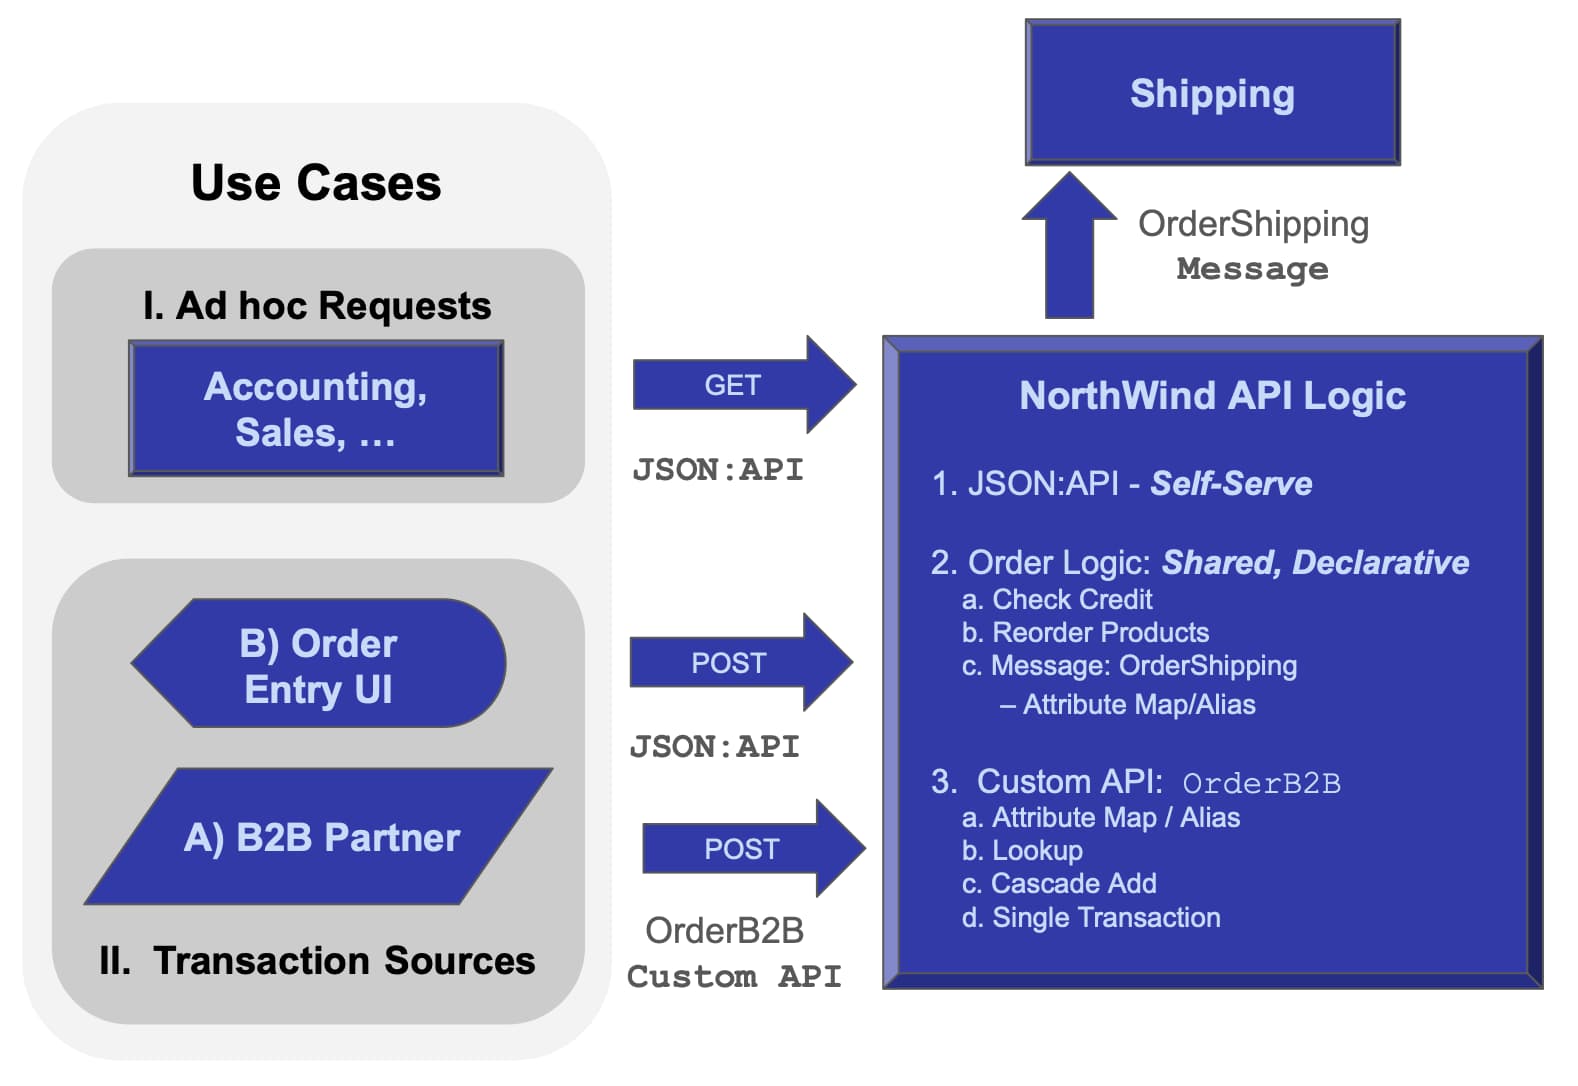 Use Cases
I. Ad hoc Requests
Accounting,
Sales, …
B) Order
Entry UI
A) B2B Partner
II. Transaction Sources
GET
JSON:API
POST
JSON:API
POST
OrderB2B
Custom API
Shipping
OrderShipping
Message
NorthWind API Logic
1. JSON:API - Self-Serve
2. Order Logic: Shared, Declarative
a. Check Credit
b. Reorder Products
c. Message: OrderShipping
– Attribute Map/Alias
3. Custom API: OrderB2B
a. Attribute Map / Alias
b. Lookup
c. Cascade Add
d. Single Transaction